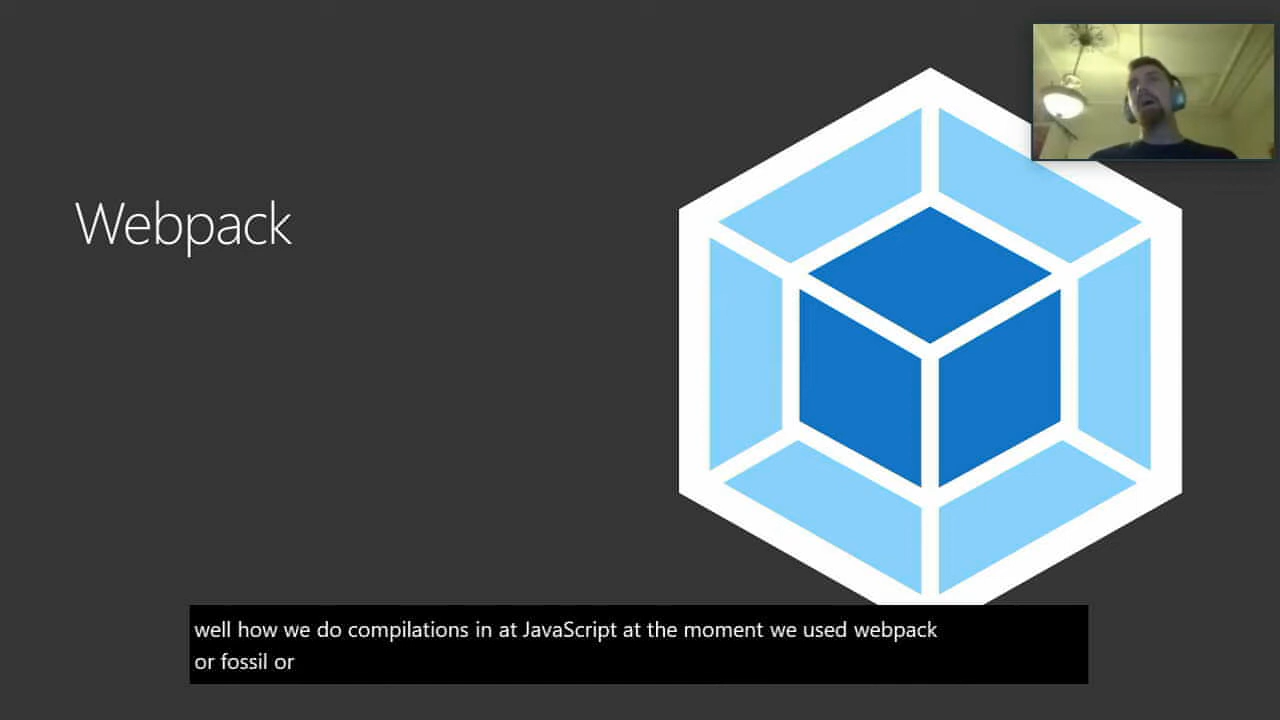 Webpack
well how we do compilations in at JavaScript at the moment we used webpack
or fossil or